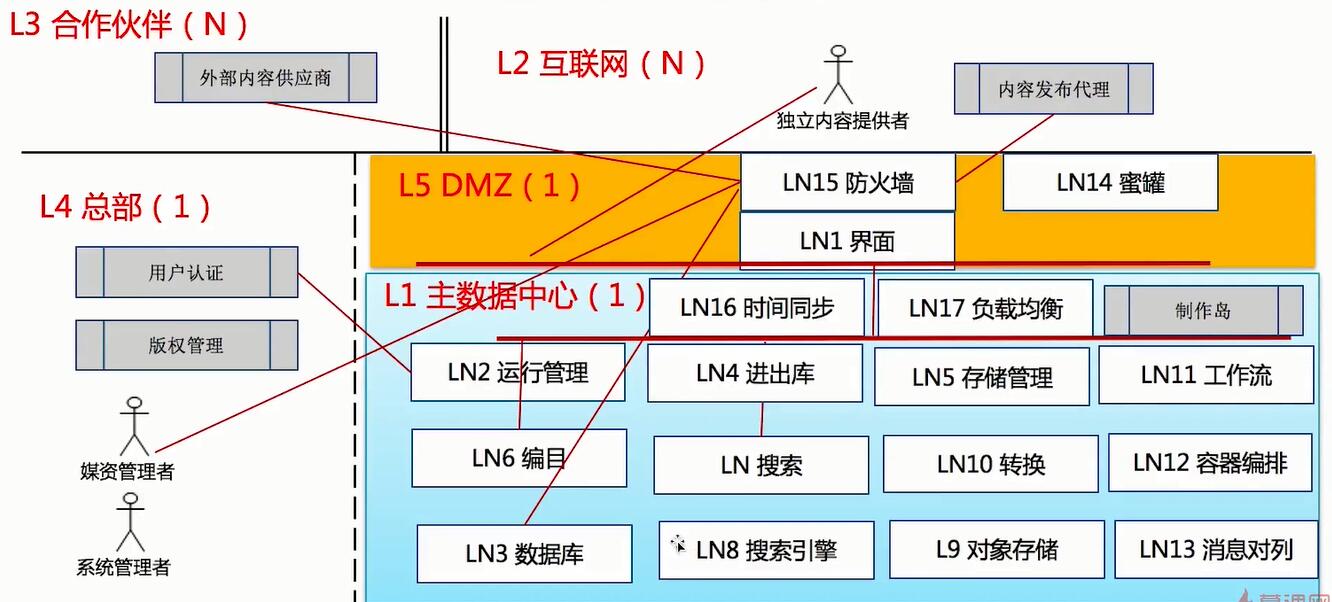 L3 合作伙伴（N）
外部内容供应商
L2 互联网（N）
独立内容提供者
内容发布代理
L4 总部（1）
用户认证
版权管理
媒资管理者
系统管理者
L5 DMZ（1）
LN15 防火墙
LN14 蜜罐
LN1 界面
L1 主数据中心（1）
LN16 时间同步
LN17 负载均衡
制作岛
LN2 运行管理
LN4 进出库
LN5 存储管理
LN11 工作流
LN6 编目
LN 搜索
LN10 转换
LN12 容器编排
LN3 数据库
LN8 搜索引擎
L9 对象存储
LN13 消息对列